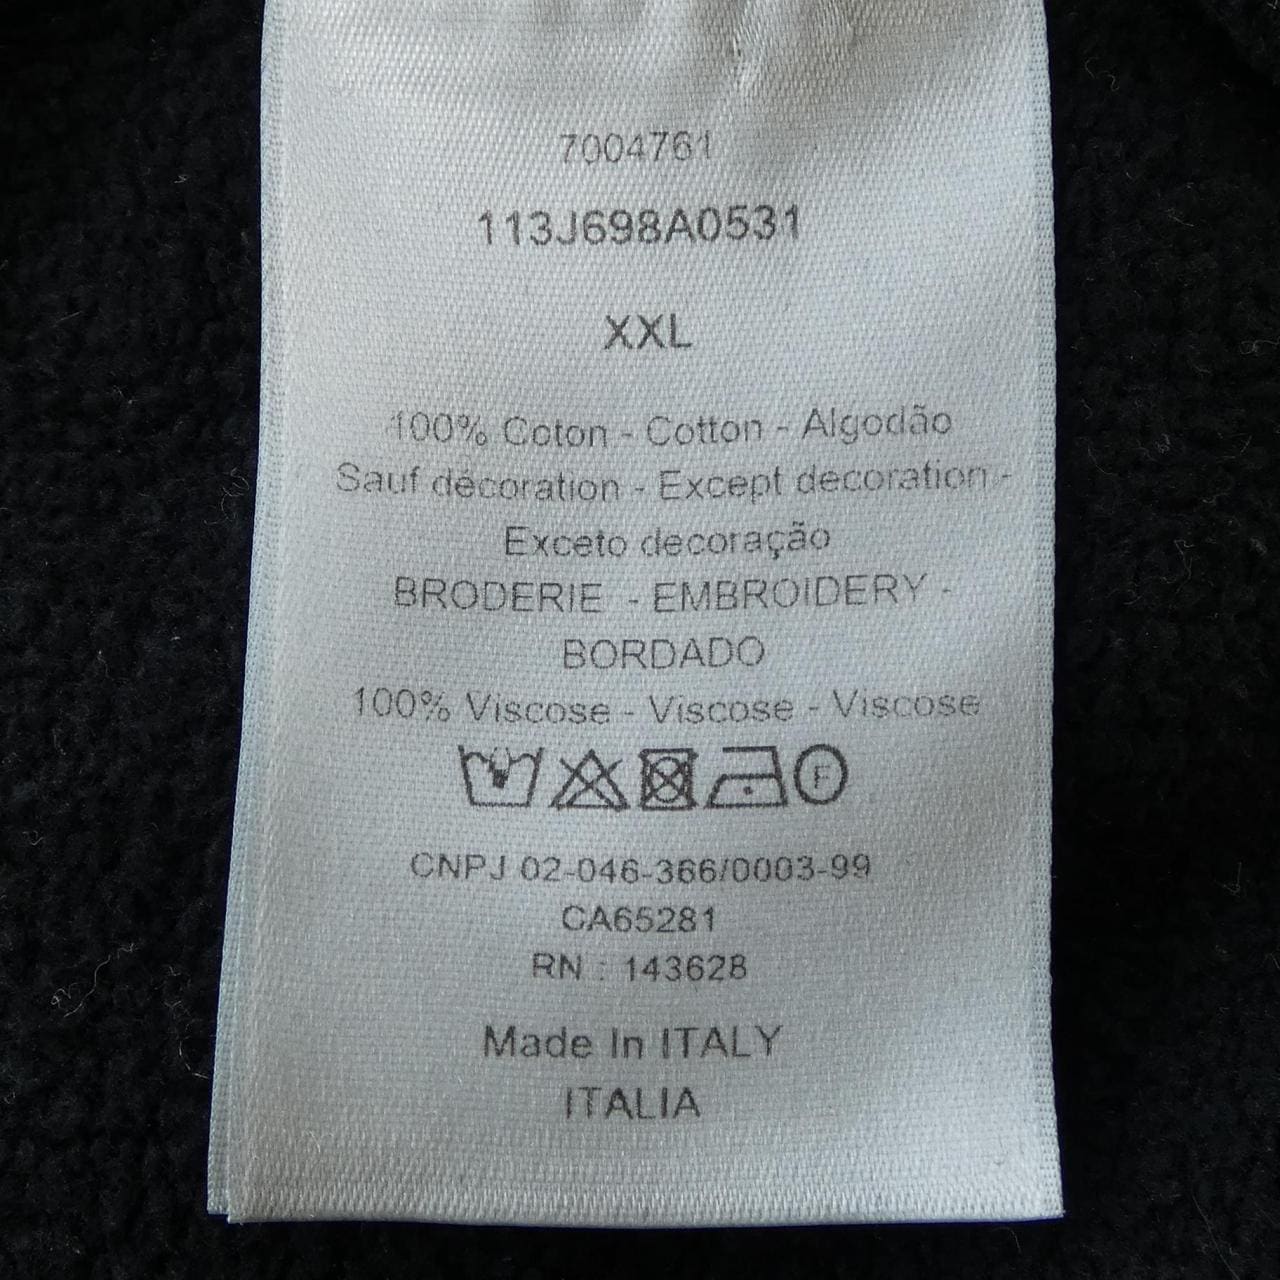 7004761
113J698A0531
XXL
100% Coton - Cotton - Algodão
Sauf décoration - Except decoration -
Exceto decoração
BRODERIE - EMBROIDERY -
BORDADO
100% Viscose - Viscose - Viscose
F
CNPJ 02-046-366/0003-99
CA65281
RN : 143628
Made In ITALY
ITALIA